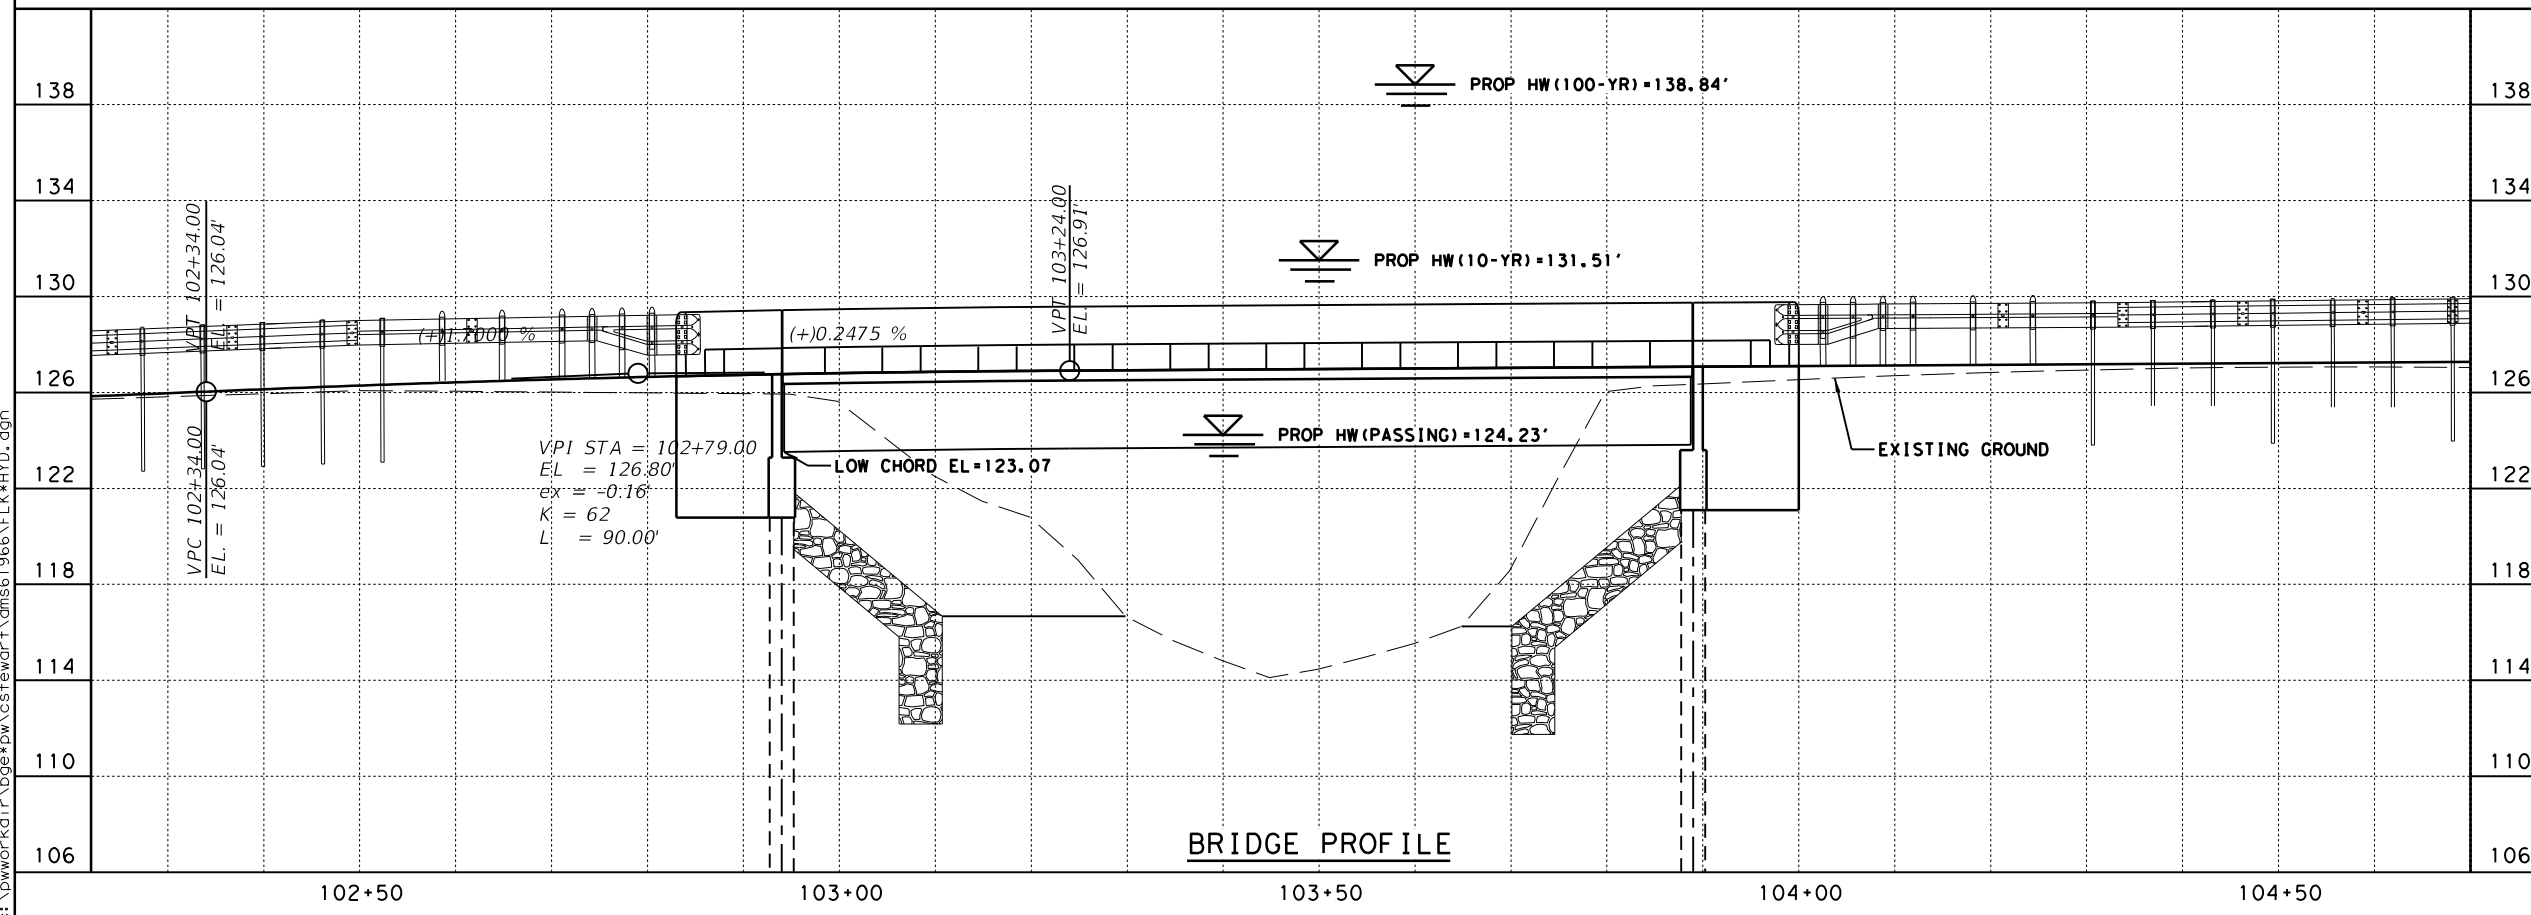 138
134
130
126
122
118
114
110
106
PROP HW(100-YR)=138.84'
PROP HW(10-YR)=131.51'
VPT 102+34.00
EL. = 126.04'
VPT 103+24.00
EL = 126.91'
(+)1.7000 %
(+)0.2475 %
VPC 102+34.00
EL. = 126.04'
VPI STA = 102+79.00
EL = 126.80'
ex = -0.16'
K = 62
L = 90.00'
PROP HW(PASSING)=124.23'
LOW CHORD EL=123.07
EXISTING GROUND
138
134
130
126
122
118
114
110
106
BRIDGE PROFILE
102+50
103+00
103+50
104+00
104+50